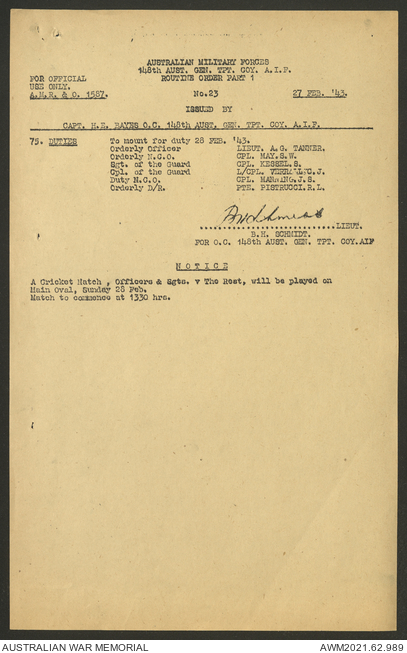 AUSTRALIAN MILITARY FORCES
148th AUST. GEN. TPT. COY. A.I.F.
FOR OFFICIAL ROUTINE ORDER PART 1
USE ONLY.
A.M.R. & O. 1587. No.23 27 FEB. '43.
ISSUED BY
CAPT. H.E. HAYES O.C. 148th AUST. GEN. TPT. COY. A.I.F.
75. DUTIES To mount for duty 28 FEB. '43.
Orderly Officer LIEUT. A.G. TANNER.
Orderly N.C.O. CPL. MAY.S.W.
Sgt. of the Guard CPL. KESSEL.S.
Cpl. of the Guard L/CPL. C.J.
Duty N.C.O. CPL. MANNING.J.S.
Orderly D/R. PTE. PISTRUCCI.R.L.
LIEUT.
B.H. SCHMIDT.
FOR O.C. 148th AUST. GEN. TPT. COY.AIF
NOTICE
A Cricket Match , Officers & Sgts. v The Rest, will be played on
Main Oval, Sunday 28 Feb.
Match to commence at 1330 hrs.
AUSTRALIAN WAR MEMORIAL AWM2021.62.989